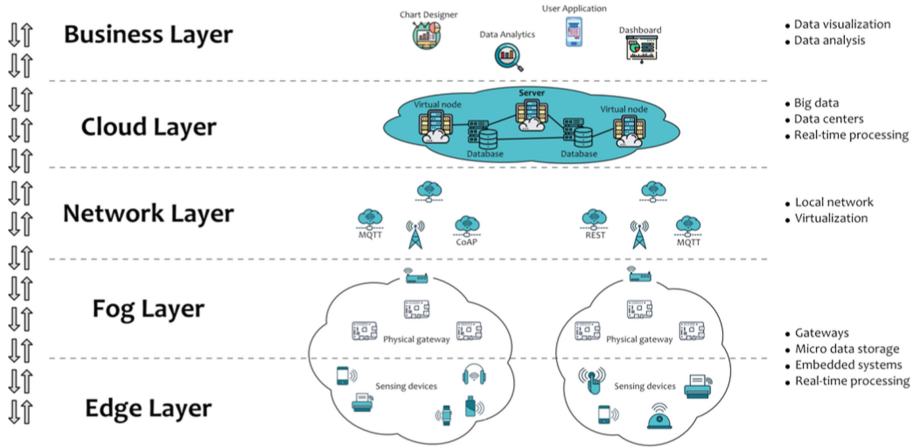 Business Layer
Chart Designer
Data Analytics
User Application
Dashboard
• Data visualization
• Data analysis
Cloud Layer
Virtual node
Server
Virtual node
Database
Database
• Big data
• Data centers
• Real-time processing
Network Layer
MQTT
CoAP
REST
MQTT
• Local network
• Virtualization
Fog Layer
Physical gateway
Physical gateway
• Gateways
• Micro data storage
• Embedded systems
• Real-time processing
Edge Layer
Sensing devices
Sensing devices